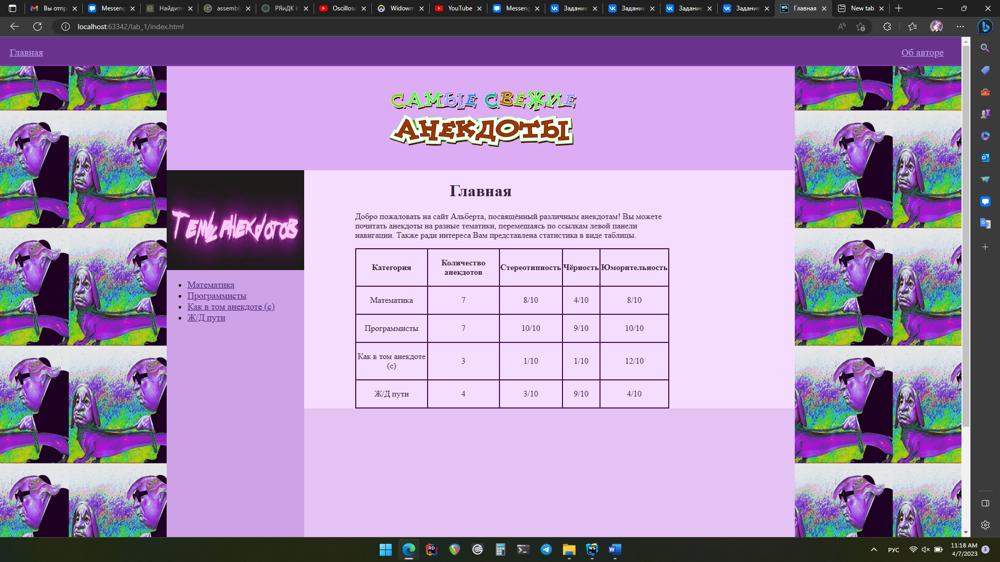 Вы отпр
Messeng
Найдите
assembly
РЯиДК И
Oscillosc
Widowm
YouTube
Messeng
Задание
Задание
Задание
Задание
Главная
New tab
localhost:63342/lab_1/index.html
Главная
Об авторе
САМЫЕ СВЕЖИЕ
АНЕКДОТЫ
Темы анекдотов
Математика
Программисты
Как в том анекдоте (с)
Ж/Д пути
Главная
Добро пожаловать на сайт Альберта, посвящённый различным анекдотам! Вы можете
почитать анекдоты на разные тематики, перемещаясь по ссылкам левой панели
навигации. Также ради интереса Вам представлена статистика в виде таблицы.
Категория Количество анекдотов Стереотипность Чёрность Юморительность
Математика 7 8/10 4/10 8/10
Программисты 7 10/10 9/10 10/10
Как в том анекдоте (с) 3 1/10 1/10 12/10
Ж/Д пути 4 3/10 9/10 4/10
РУС
11:18 AM
4/7/2023
3